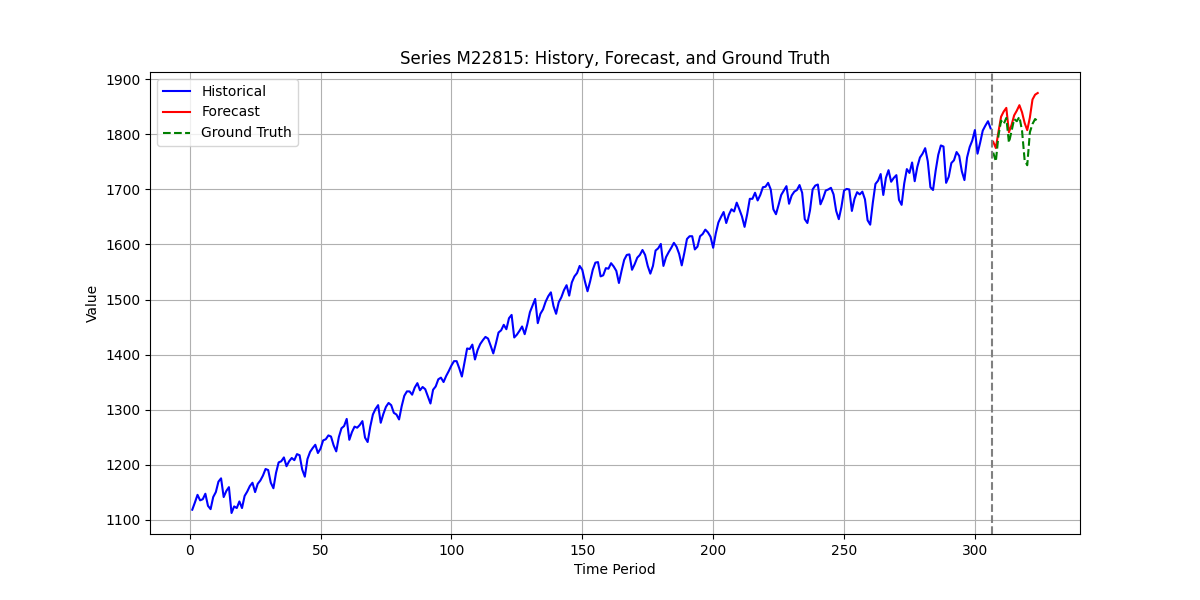 Series M22815: History, Forecast, and Ground Truth
Historical
Forecast
Ground Truth
1900
1800
1700
1600
1500
1400
1300
1200
1100
Value
0 50 100 150 200 250 300
Time Period